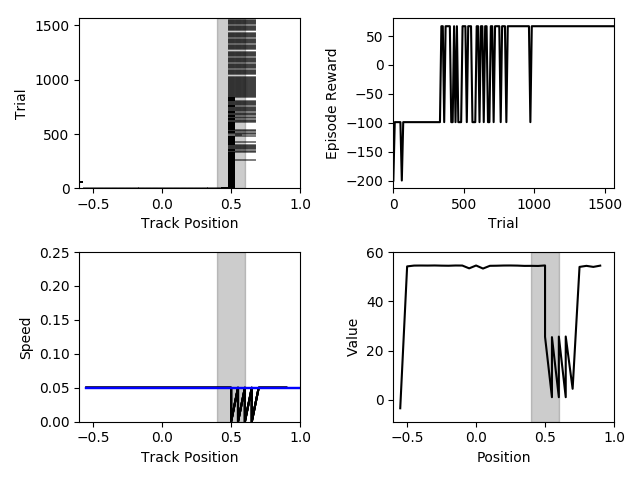 1500
1000
500
0
−0.5 0.0 0.5 1.0
Trial
Track Position
50
0
−50
−100
−150
−200
0 500 1000 1500
Episode Reward
Trial
0.25
0.20
0.15
0.10
0.05
0.00
−0.5 0.0 0.5 1.0
Speed
Track Position
60
40
20
0
−0.5 0.0 0.5 1.0
Value
Position